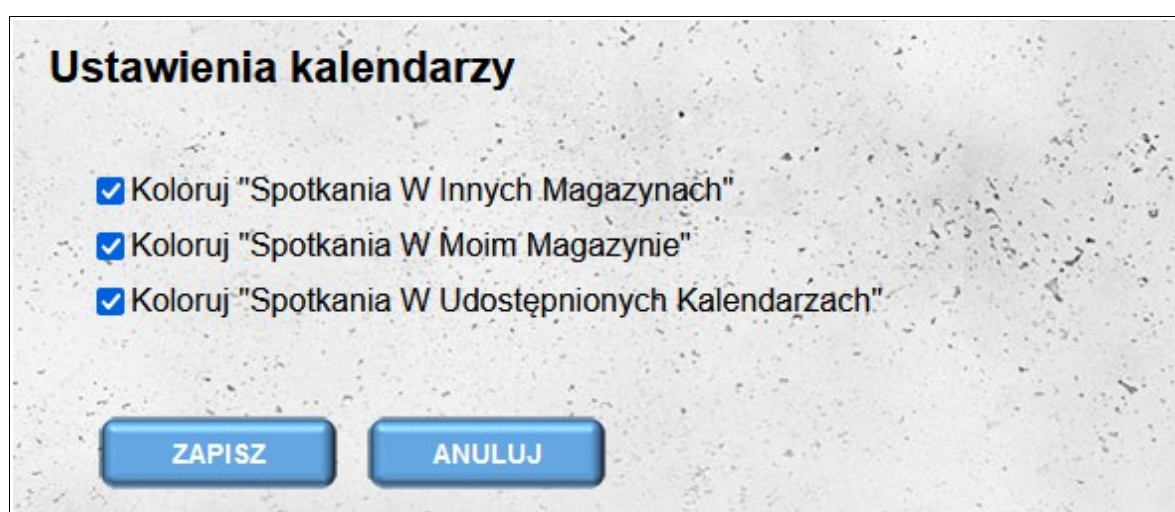 Ustawienia kalendarzy
Koloruj "Spotkania W Innych Magazynach"
Koloruj "Spotkania W Moim Magazynie"
Koloruj "Spotkania W Udostępnionych Kalendarzach"
ZAPISZ ANULUJ